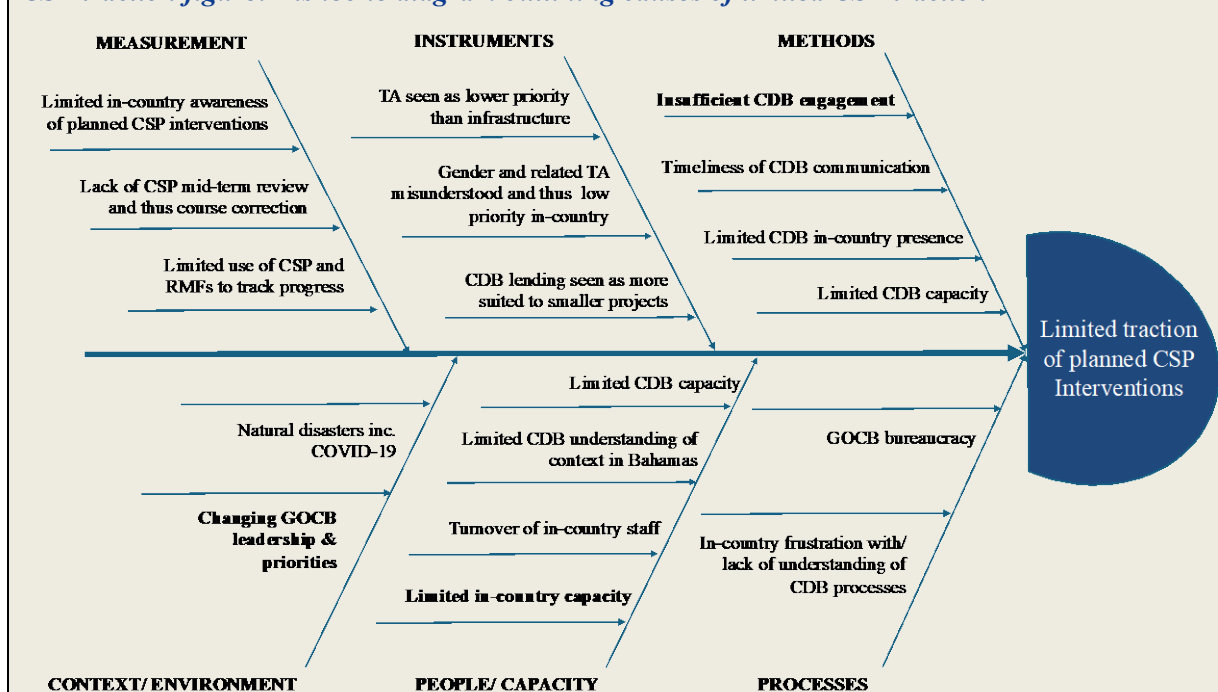 MEASUREMENT
INSTRUMENTS
METHODS
Limited in-country awareness
of planned CSP interventions
Lack of CSP mid-term review
and thus course correction
Limited use of CSP and
RMFs to track progress
TA seen as lower priority
than infrastructure
Gender and related TA
misunderstood and thus low
priority in-country
CDB lending seen as more
suited to smaller projects
Insufficient CDB engagement
Timeliness of CDB communication
Limited CDB in-country presence
Limited CDB capacity
Limited traction
of planned CSP
Interventions
Natural disasters inc.
COVID-19
Changing GOCB
leadership &
priorities
Limited CDB capacity
Limited CDB understanding of
context in Bahamas
Turnover of in-country staff
Limited in-country capacity
GOCB bureaucracy
In-country frustration with/
lack of understanding of
CDB processes
CONTEXT/ ENVIRONMENT
PEOPLE/ CAPACITY
PROCESSES